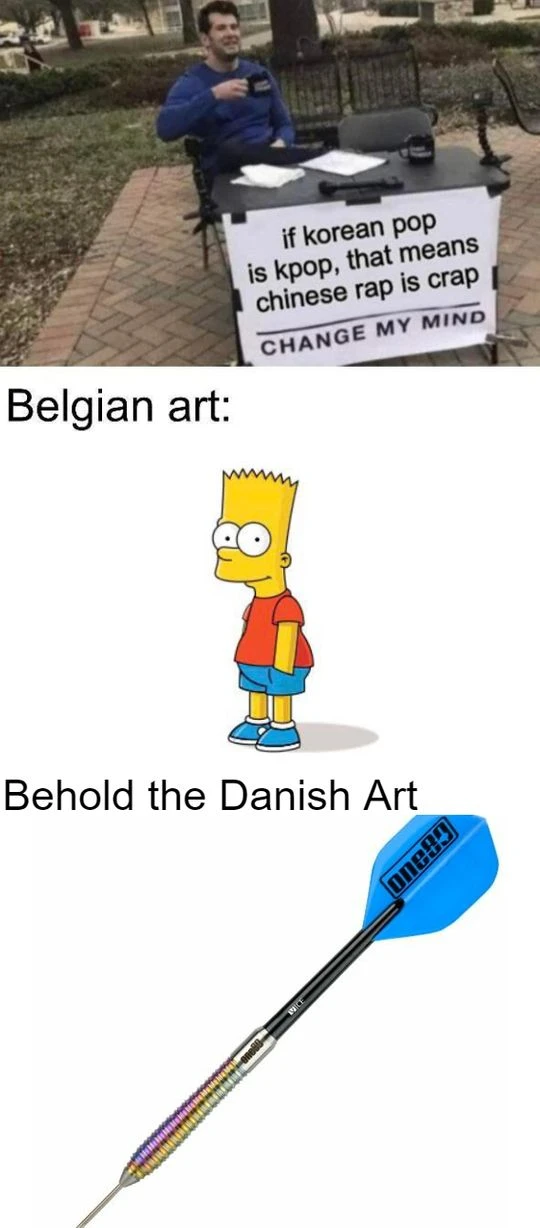 if korean pop
is kpop, that means
chinese rap is crap
CHANGE MY MIND
Belgian art:
Behold the Danish Art
one80
one80